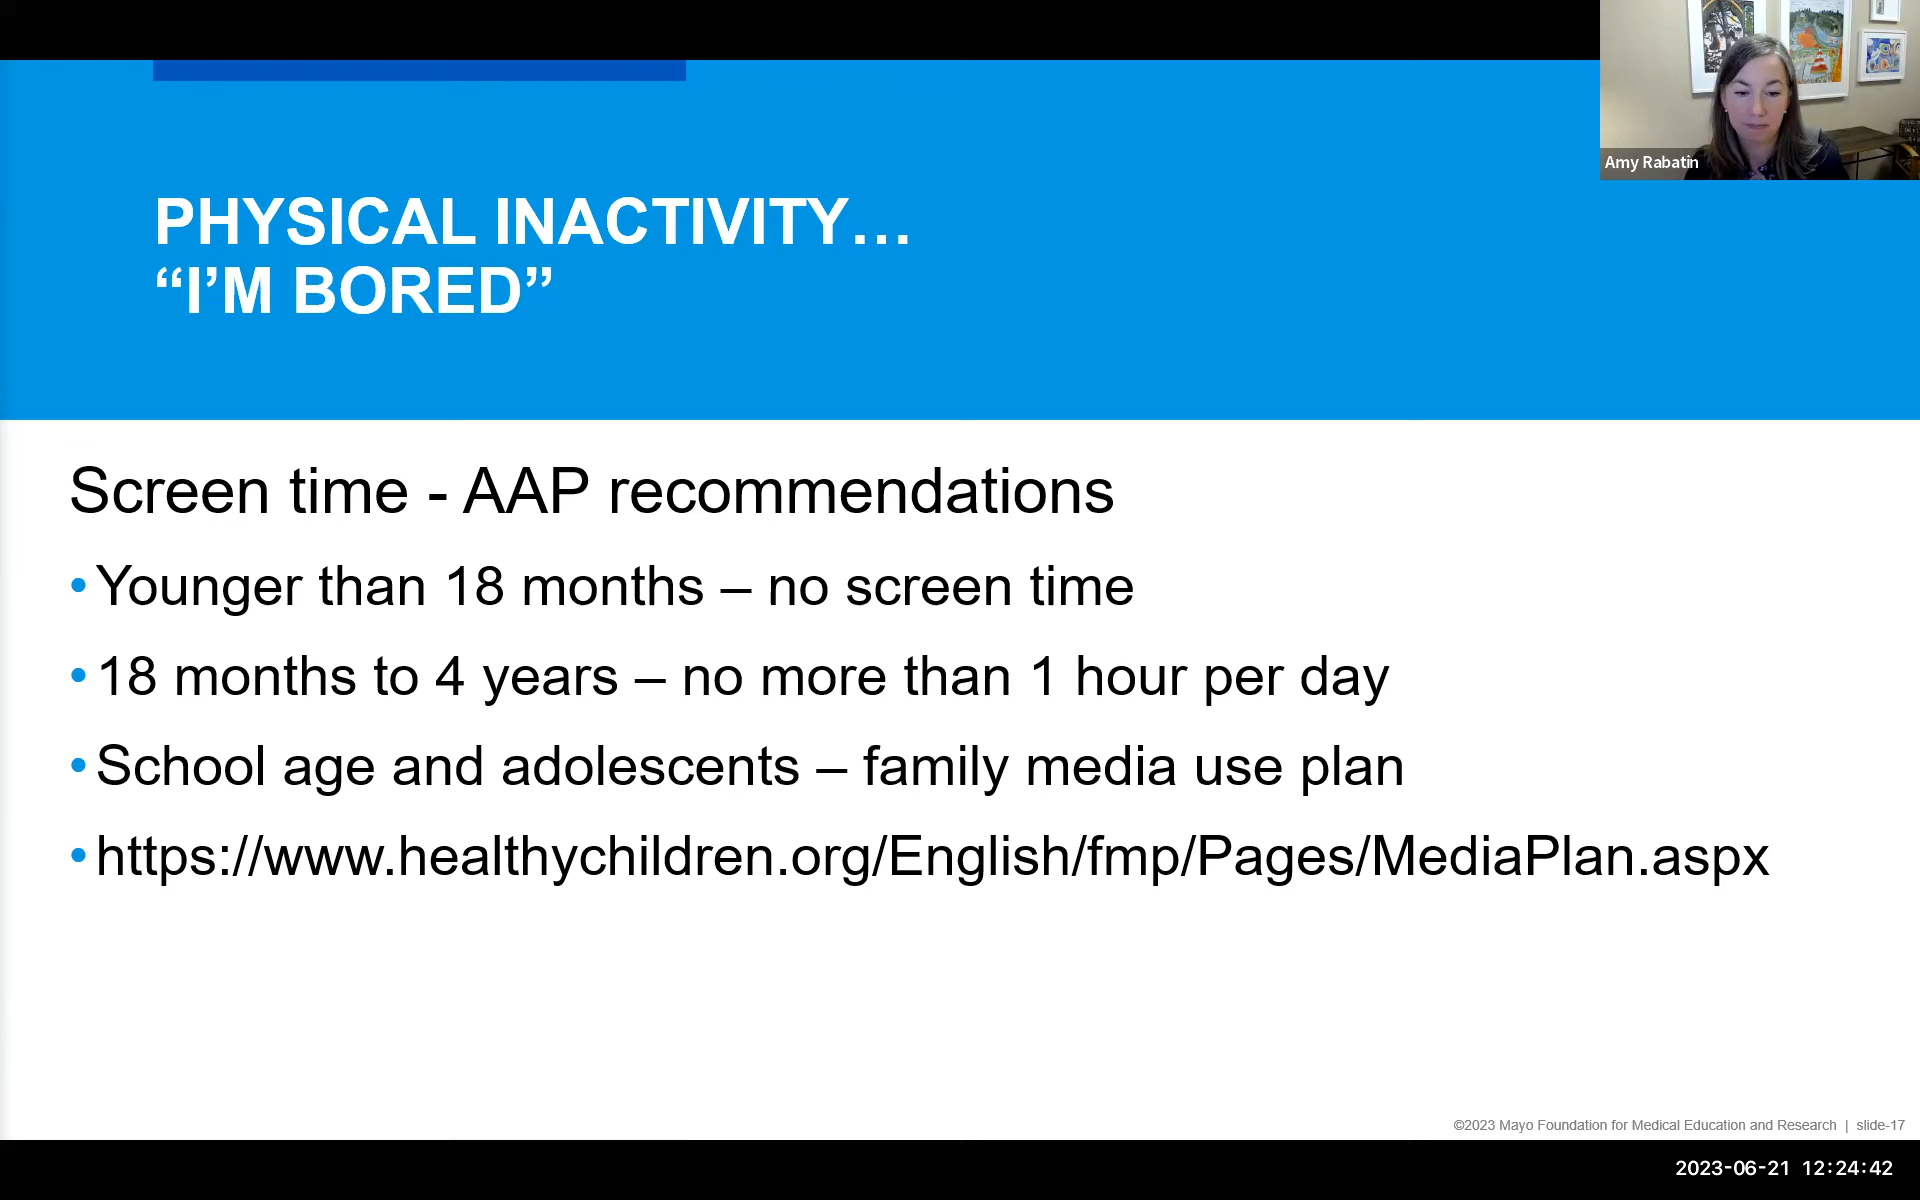 Amy Rabatin
PHYSICAL INACTIVITY…
“I’M BORED”
Screen time - AAP recommendations
•Younger than 18 months – no screen time
•18 months to 4 years – no more than 1 hour per day
•School age and adolescents – family media use plan
•https://www.healthychildren.org/English/fmp/Pages/MediaPlan.aspx
©2023 Mayo Foundation for Medical Education and Research | slide-17
2023-06-21 12:24:42